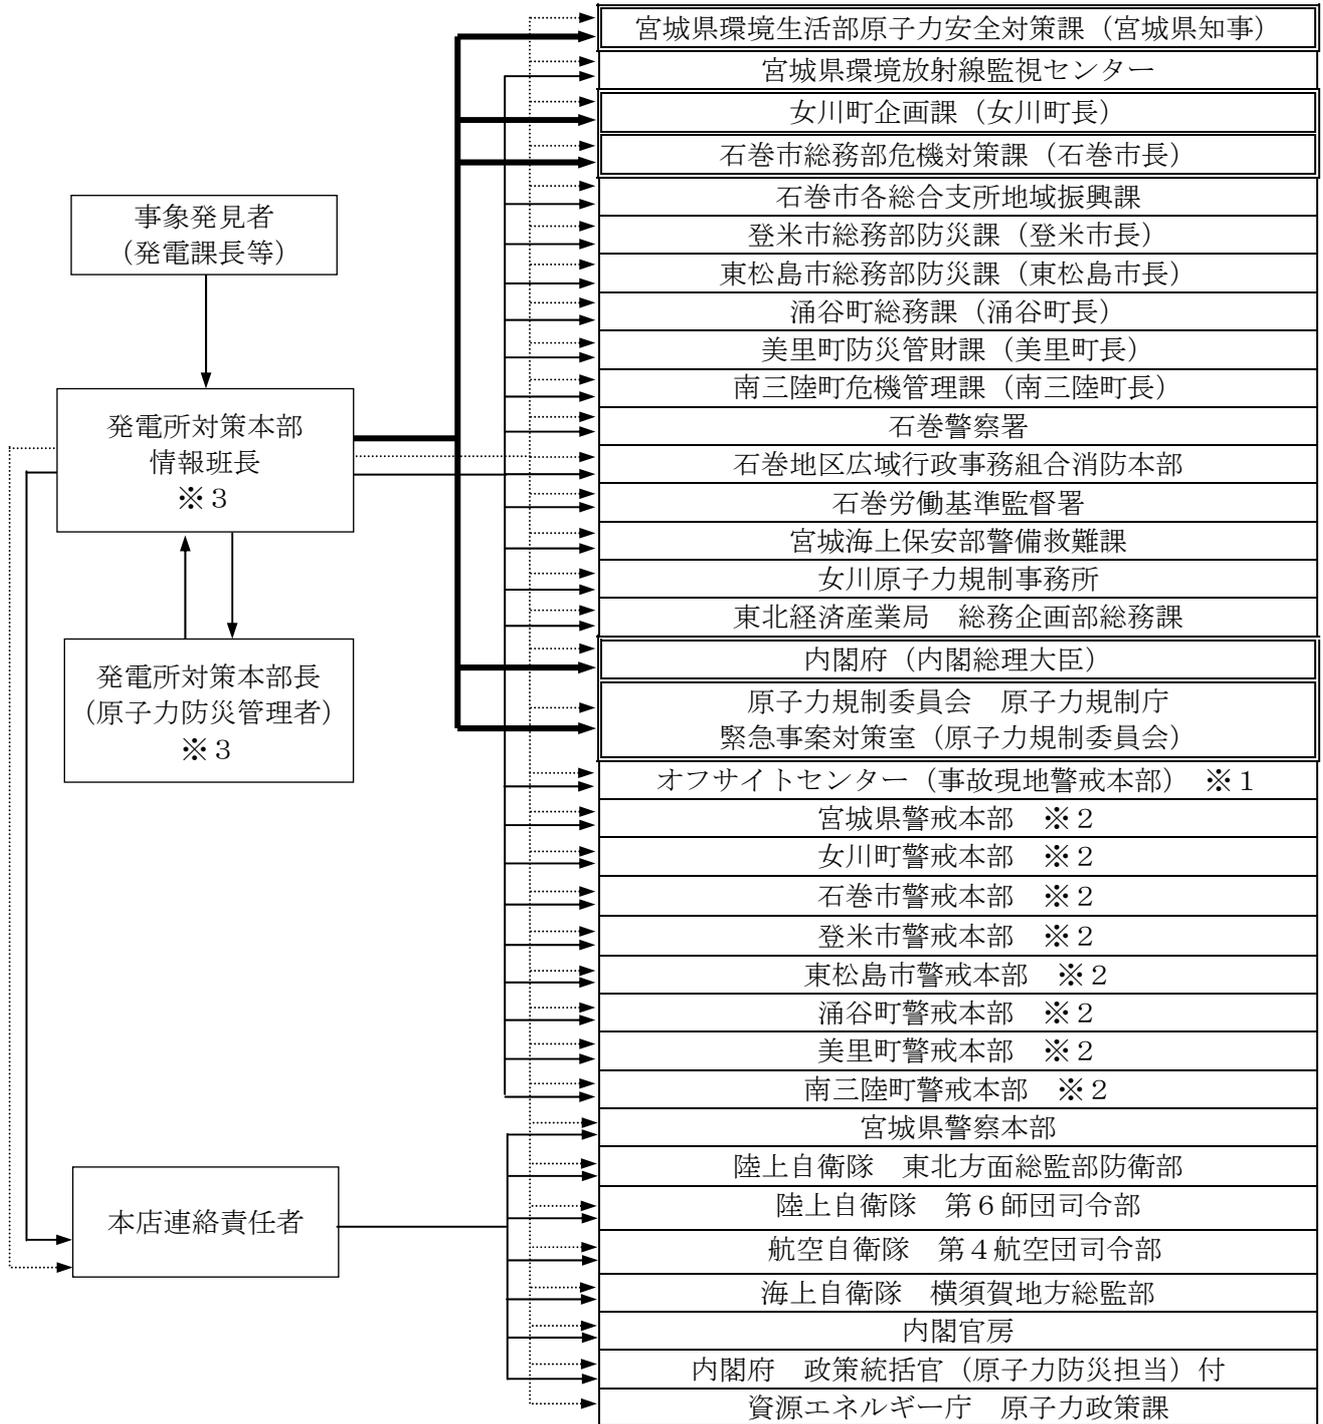 宮城県環境生活部原子力安全対策課（宮城県知事）
宮城県環境放射線監視センター
女川町企画課（女川町長）
石巻市総務部危機対策課（石巻市長）
石巻市各総合支所地域振興課
登米市総務部防災課（登米市長）
東松島市総務部防災課（東松島市長）
涌谷町総務課（涌谷町長）
美里町防災管財課（美里町長）
南三陸町危機管理課（南三陸町長）
石巻警察署
石巻地区広域行政事務組合消防本部
石巻労働基準監督署
宮城海上保安部警備救難課
女川原子力規制事務所
東北経済産業局　総務企画部総務課
内閣府（内閣総理大臣）
原子力規制委員会　原子力規制庁
緊急事案対策室（原子力規制委員会）
オフサイトセンター（事故現地警戒本部）　※１
宮城県警戒本部　※２
女川町警戒本部　※２
石巻市警戒本部　※２
登米市警戒本部　※２
東松島市警戒本部　※２
涌谷町警戒本部　※２
美里町警戒本部　※２
南三陸町警戒本部　※２
宮城県警察本部
陸上自衛隊　東北方面総監部防衛部
陸上自衛隊　第６師団司令部
航空自衛隊　第４航空団司令部
海上自衛隊　横須賀地方総監部
内閣官房
内閣府　政策統括官（原子力防災担当）付
資源エネルギー庁　原子力政策課
事象発見者
（発電課長等）
発電所対策本部
情報班長
※３
発電所対策本部長
（原子力防災管理者）
※３
本店連絡責任者